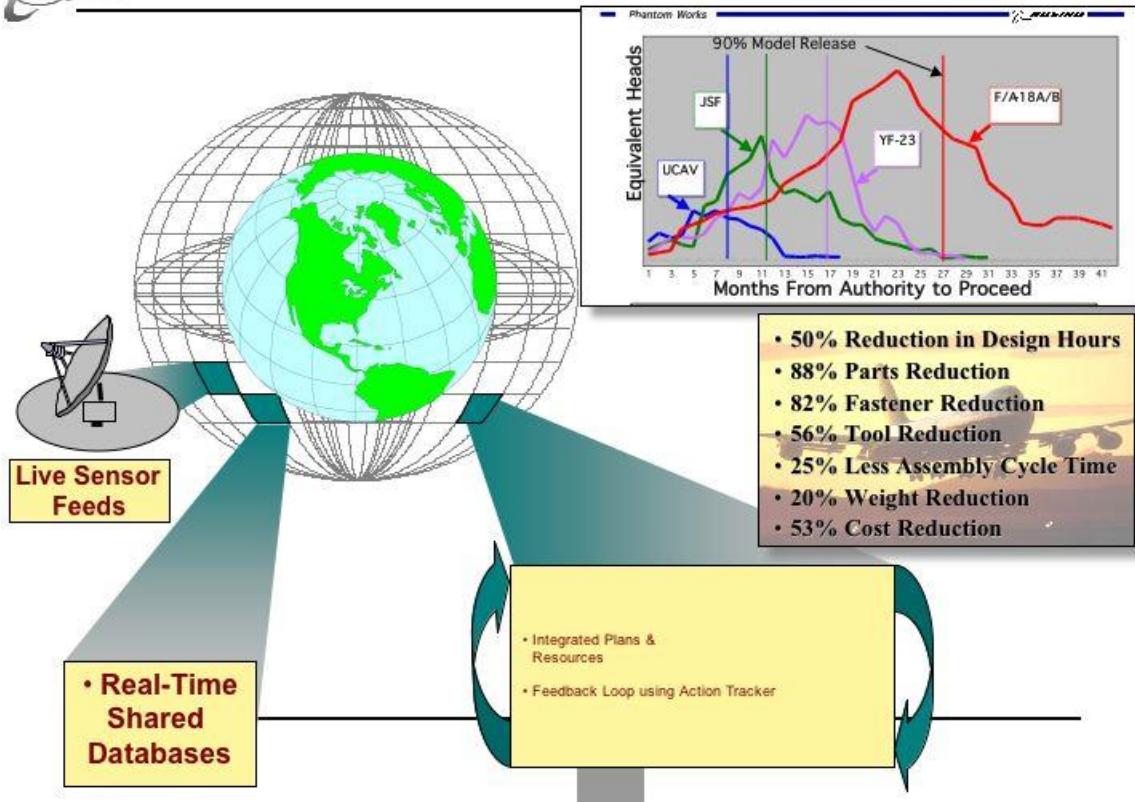 Phantom Works
BOEING
90% Model Release
Equivalent Heads
JSF
F/A-18A/B
YF-23
UCAV
1 3 5 7 9 11 13 15 17 19 21 23 25 27 29 31 33 35 37 39 41
Months From Authority to Proceed
• 50% Reduction in Design Hours
• 88% Parts Reduction
• 82% Fastener Reduction
• 56% Tool Reduction
• 25% Less Assembly Cycle Time
• 20% Weight Reduction
• 53% Cost Reduction
Live Sensor
Feeds
• Integrated Plans &
Resources
• Feedback Loop using Action Tracker
• Real-Time
Shared
Databases